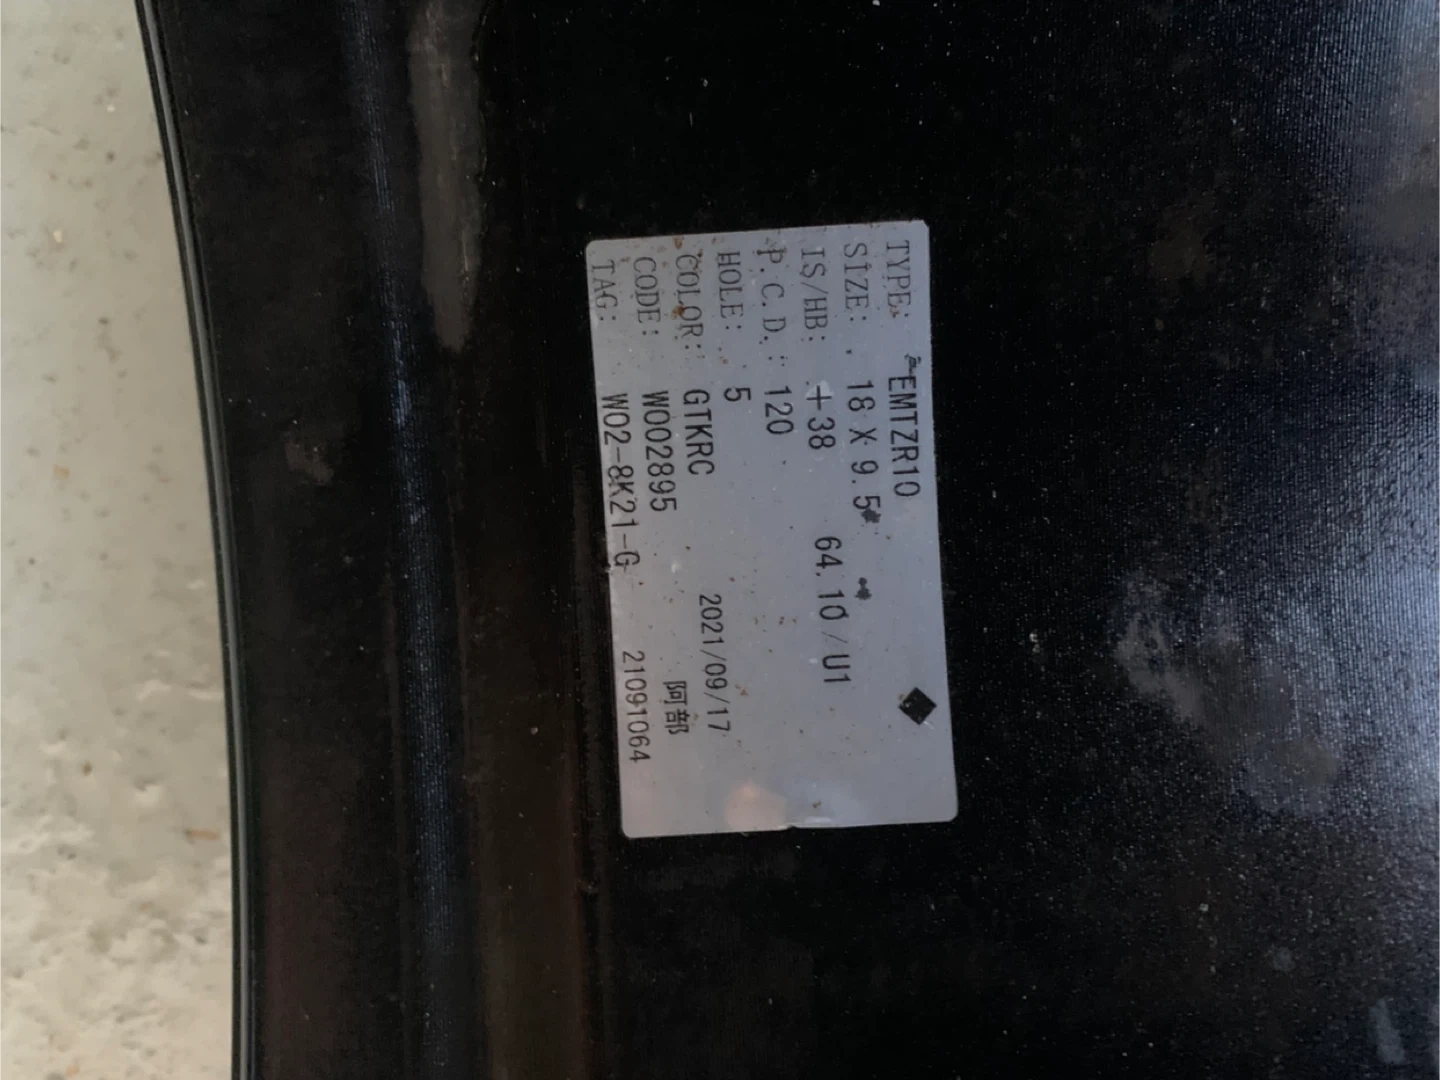 TYPE: EMTZR10
SIZE: 18 X 9.5
IS/HB: +38 64.10/U1
P.C.D.: 120
HOLE: 5
COLOR: GTKRC 2021/09/17
CODE: W002895 阿部
TAG: W02-8K21-G 21091064